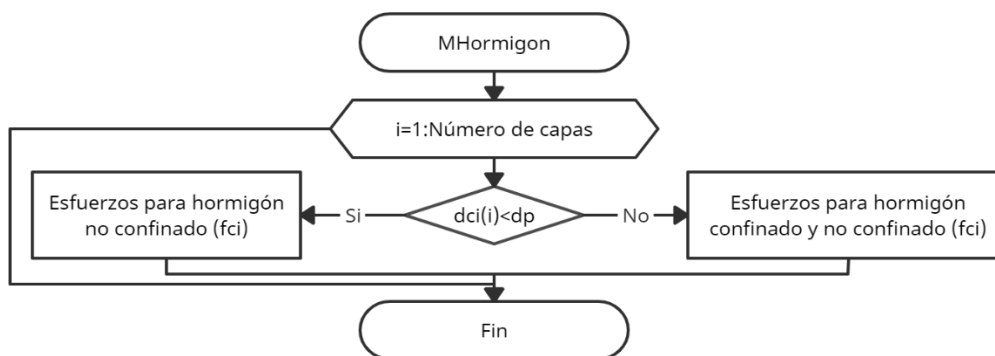 MHormigon
i=1:Número de capas
Esfuerzos para hormigón
no confinado (fci)
Si
dci(i)<dp
No
Esfuerzos para hormigón
confinado y no confinado (fci)
Fin